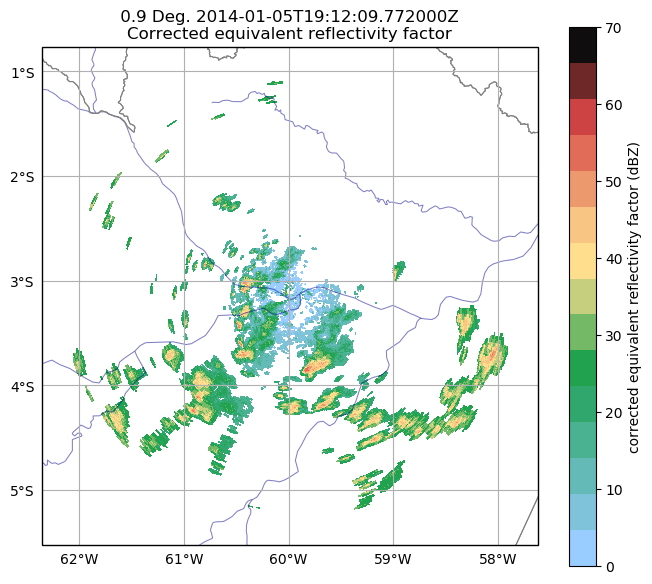 0.9 Deg. 2014-01-05T19:12:09.772000Z
Corrected equivalent reflectivity factor
1°S
2°S
3°S
4°S
5°S
62°W 61°W 60°W 59°W 58°W
70
60
50
40
30
20
10
0
corrected equivalent reflectivity factor (dBZ)